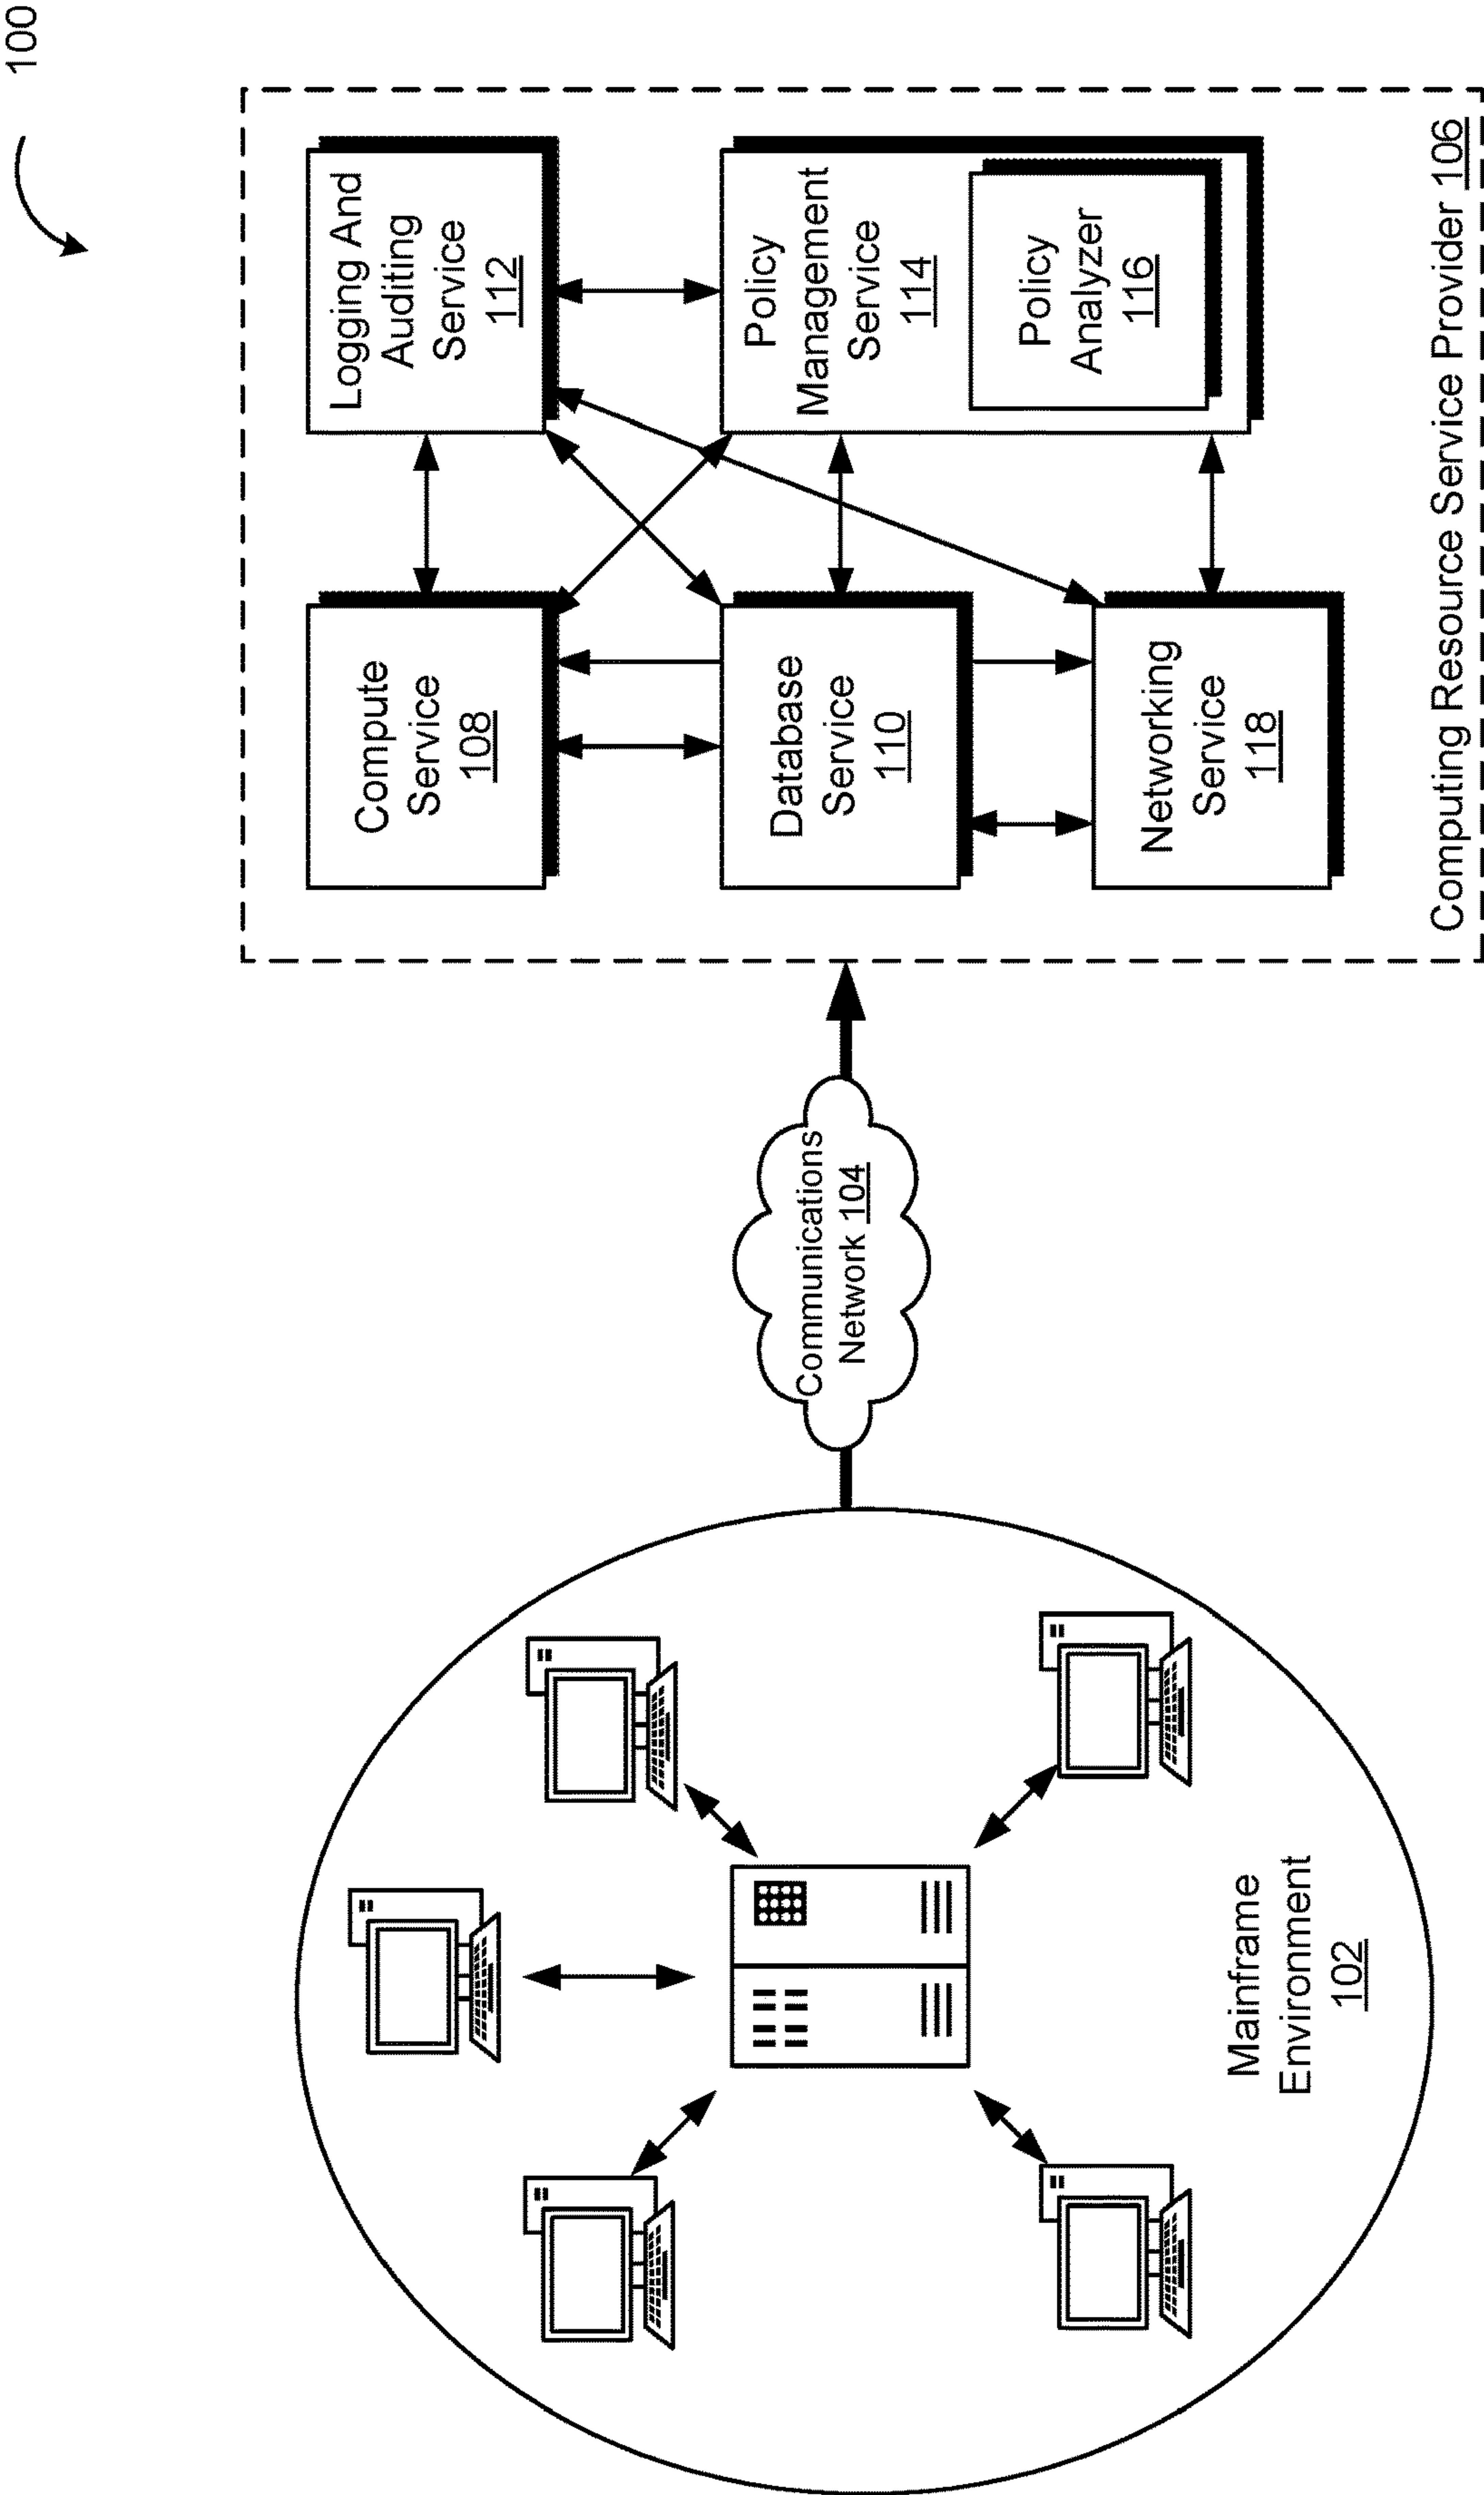 100
Mainframe
Environment
102
Communications
Network 104
Compute
Service
108
Logging And
Auditing
Service
112
Database
Service
110
Policy
Management
Service
114
Policy
Analyzer
116
Networking
Service
118
Computing Resource Service Provider 106